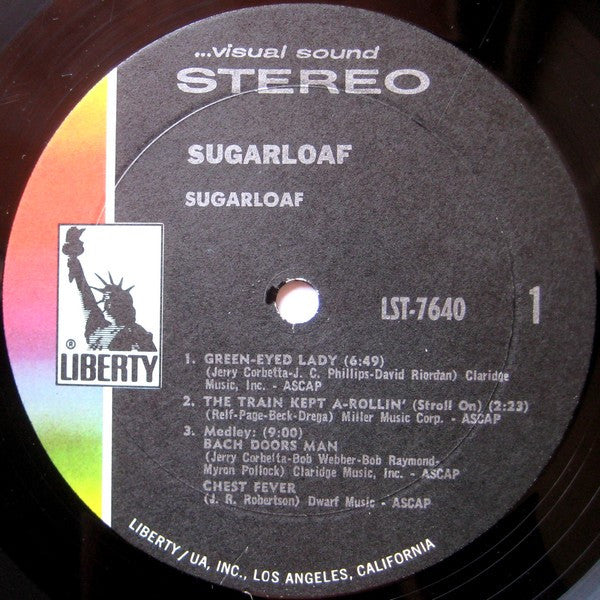 ...visual sound
STEREO
SUGARLOAF
SUGARLOAF
LST-7640 1
® LIBERTY
1. GREEN-EYED LADY (6:49)
(Jerry Corbetta-J. C. Phillips-David Riordan) Claridge
Music, Inc. - ASCAP
2. THE TRAIN KEPT A-ROLLIN' (Stroll On) (2:23)
(Relf-Page-Beck-Drega) Miller Music Corp. - ASCAP
3. Medley: (9:00)
BACH DOORS MAN
(Jerry Corbetta-Bob Webber-Bob Raymond-
Myron Pollock) Claridge Music, Inc. - ASCAP
CHEST FEVER
(J. R. Robertson) Dwarf Music - ASCAP
LIBERTY/UA, INC., LOS ANGELES, CALIFORNIA